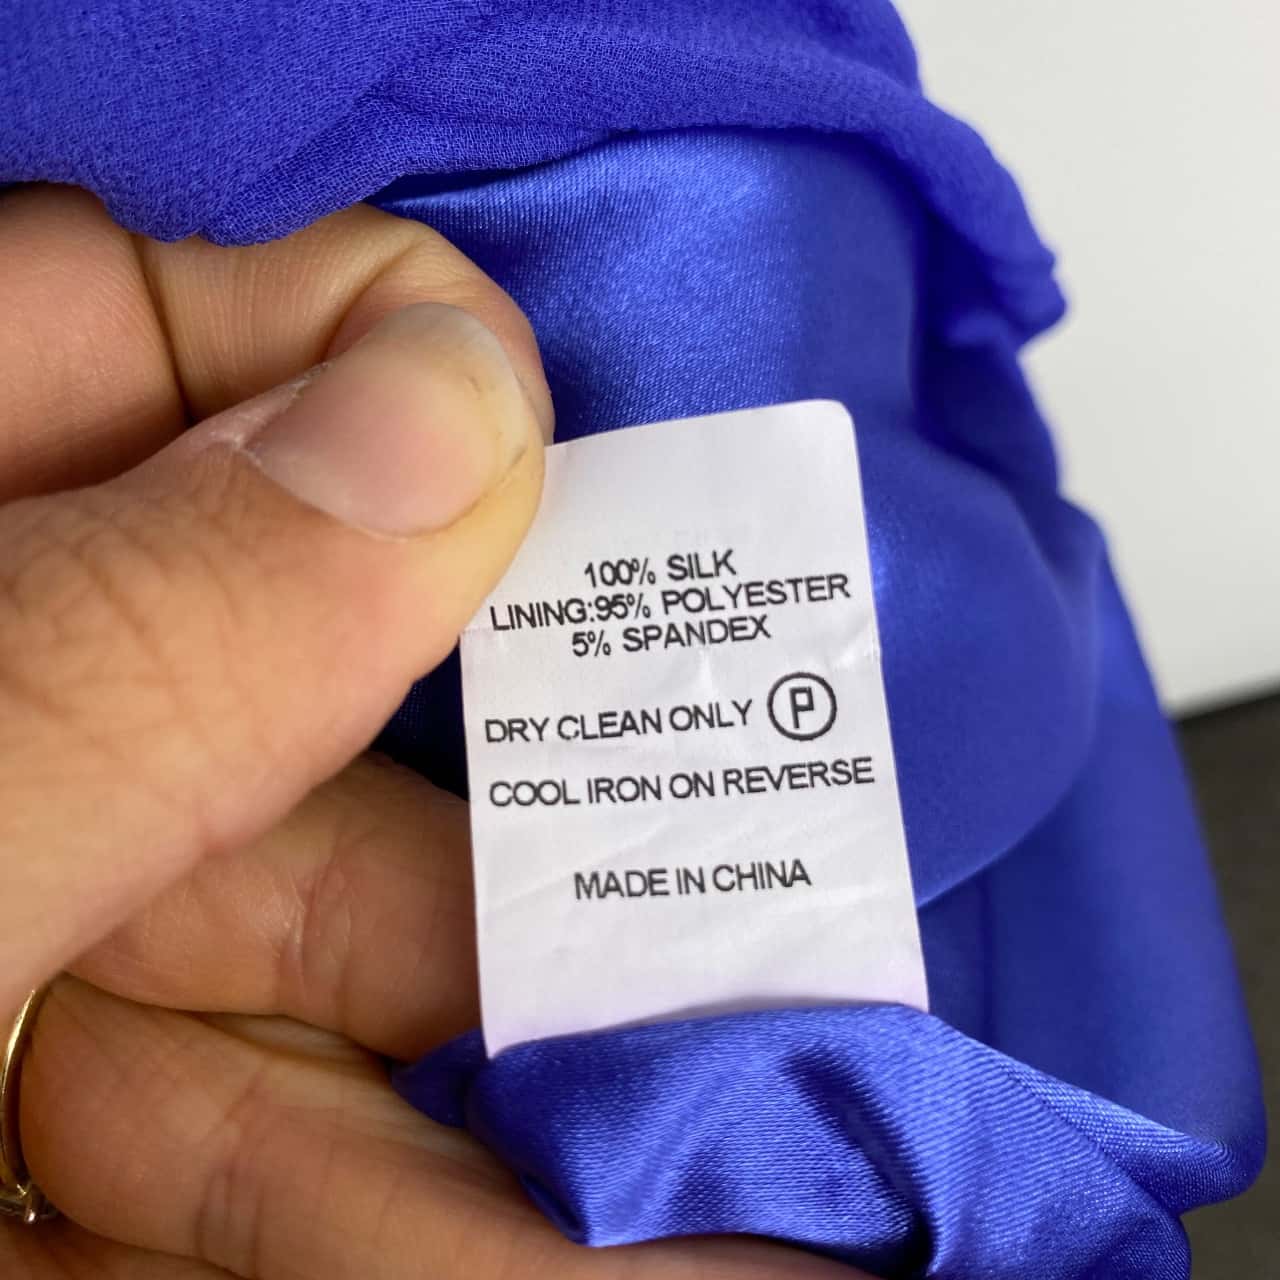 100% SILK
LINING:95% POLYESTER
5% SPANDEX
DRY CLEAN ONLY P
COOL IRON ON REVERSE
MADE IN CHINA